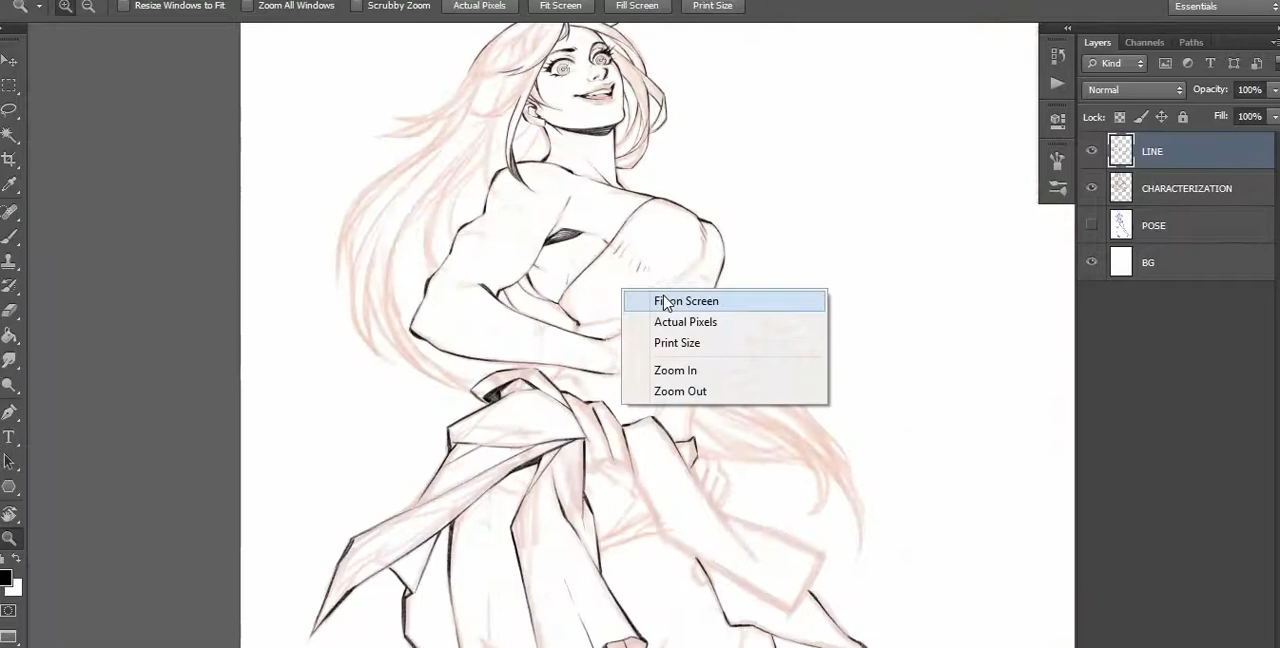 Resize Windows to Fit Zoom All Windows Scrubby Zoom Actual Pixels Fit Screen Fill Screen Print Size Essentials
Layers Channels Paths
Kind
Normal Opacity: 100%
Lock: Fill: 100%
LINE
CHARACTERIZATION
POSE
BG
Fit on Screen
Actual Pixels
Print Size
Zoom In
Zoom Out